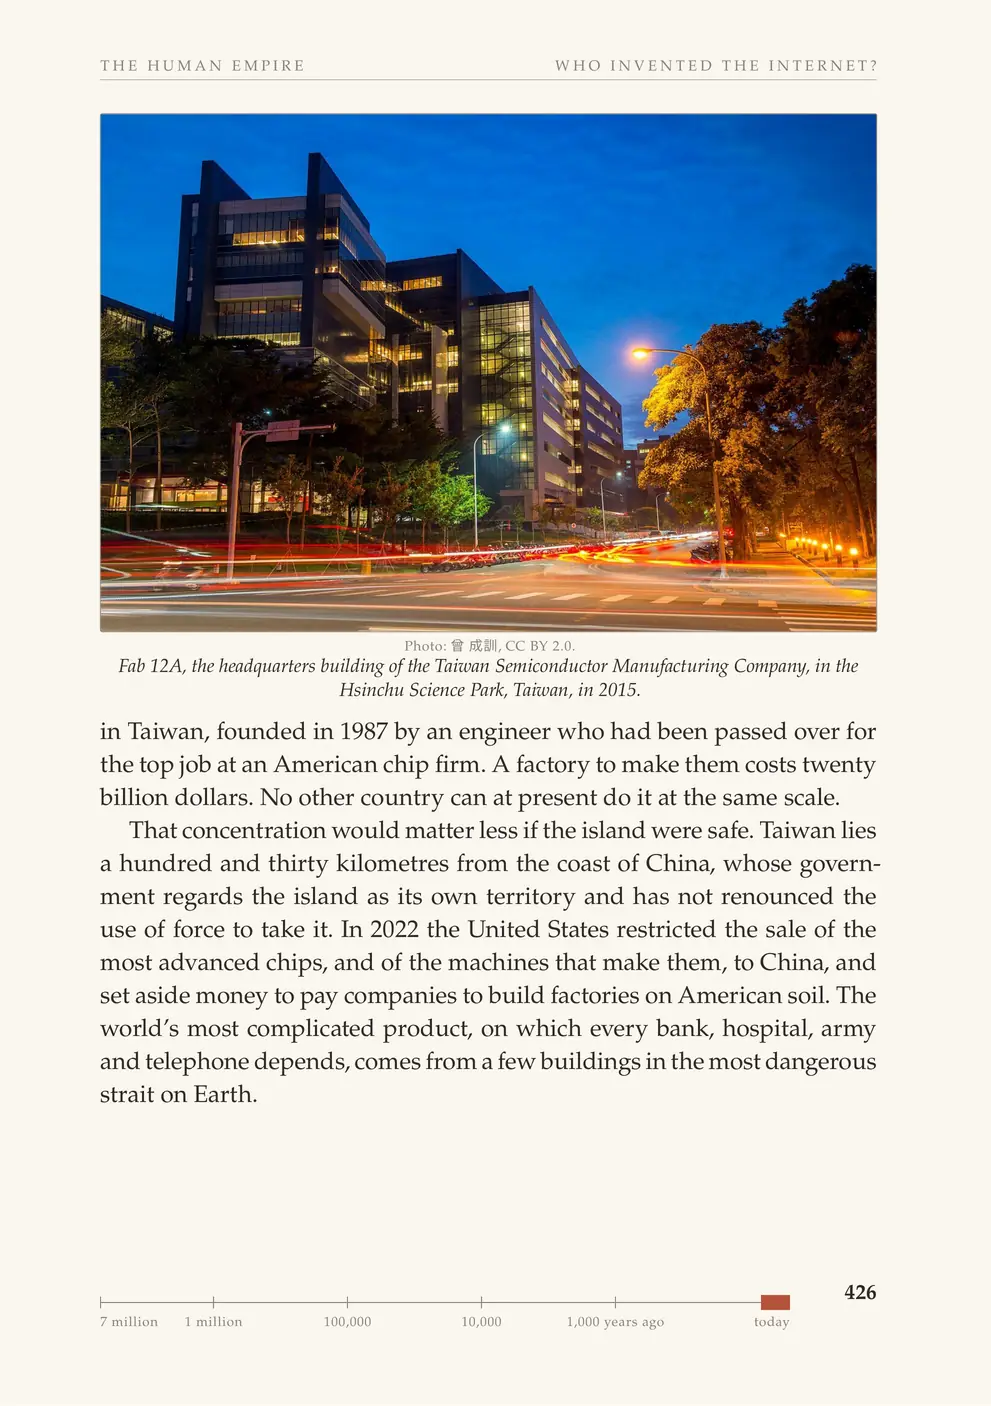 THE HUMAN EMPIRE
WHO INVENTED THE INTERNET?
Photo: 曾 成訓, CC BY 2.0.
Fab 12A, the headquarters building of the Taiwan Semiconductor Manufacturing Company, in the
Hsinchu Science Park, Taiwan, in 2015.
in Taiwan, founded in 1987 by an engineer who had been passed over for
the top job at an American chip firm. A factory to make them costs twenty
billion dollars. No other country can at present do it at the same scale.
That concentration would matter less if the island were safe. Taiwan lies
a hundred and thirty kilometres from the coast of China, whose govern-
ment regards the island as its own territory and has not renounced the
use of force to take it. In 2022 the United States restricted the sale of the
most advanced chips, and of the machines that make them, to China, and
set aside money to pay companies to build factories on American soil. The
world’s most complicated product, on which every bank, hospital, army
and telephone depends, comes from a few buildings in the most dangerous
strait on Earth.
426
7 million 1 million 100,000 10,000 1,000 years ago today